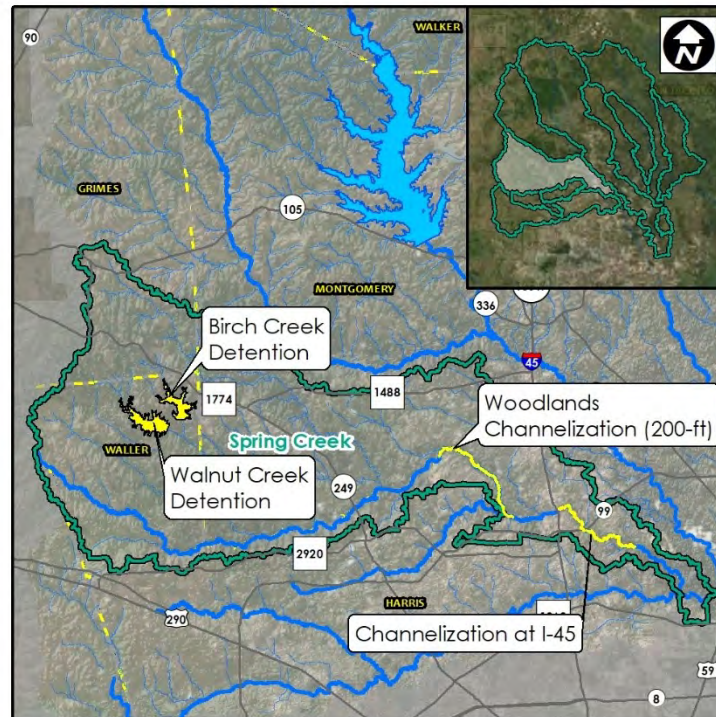 90
WALKER
N
GRIMES
105
MONTGOMERY
336
45
Birch Creek
Detention
1774
1488
Woodlands
Channelization (200-ft)
Spring Creek
WALLER
Walnut Creek
Detention
249
99
2920
HARRIS
290
Channelization at I-45
59
8